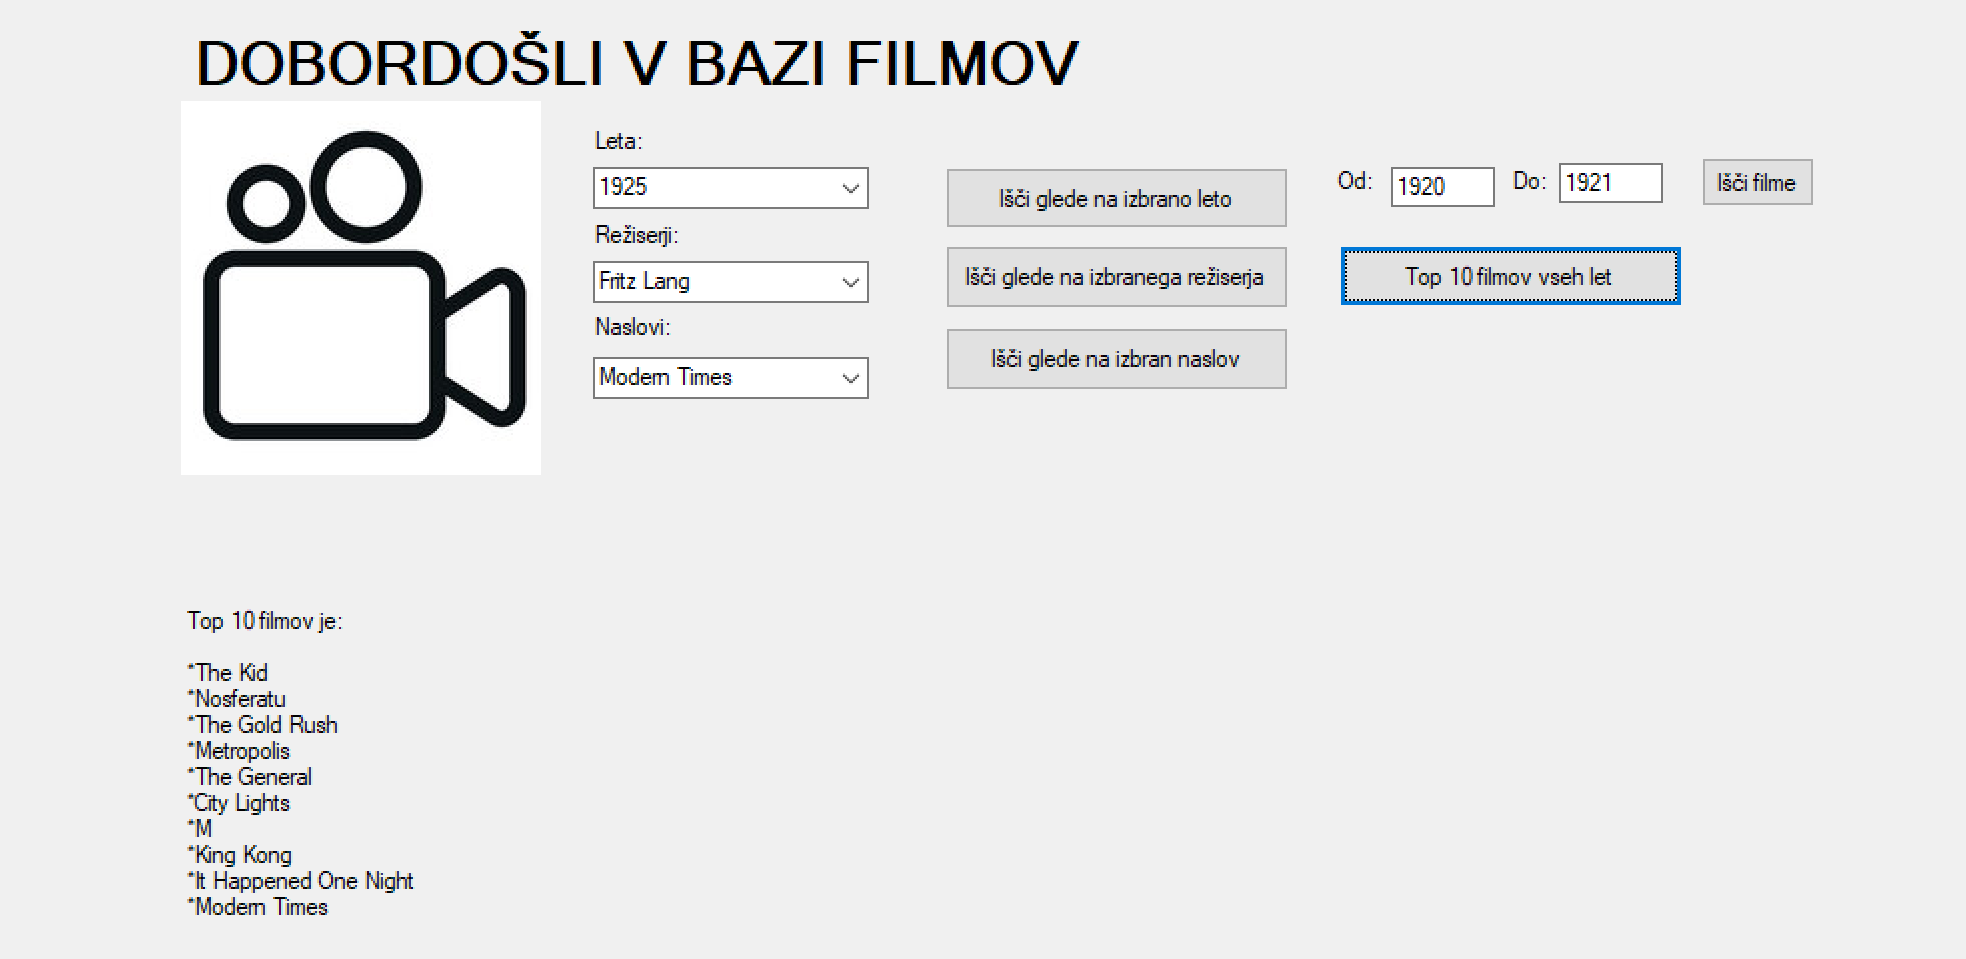 DOBORDOŠLI V BAZI FILMOV
Leta:
1925
Režiserji:
Fritz Lang
Naslovi:
Modern Times
Išči glede na izbrano leto
Išči glede na izbranega režiserja
Išči glede na izbran naslov
Od: 1920 Do: 1921 Išči filme
Top 10 filmov vseh let
Top 10 filmov je:
*The Kid
*Nosferatu
*The Gold Rush
*Metropolis
*The General
*City Lights
*M
*King Kong
*It Happened One Night
*Modern Times